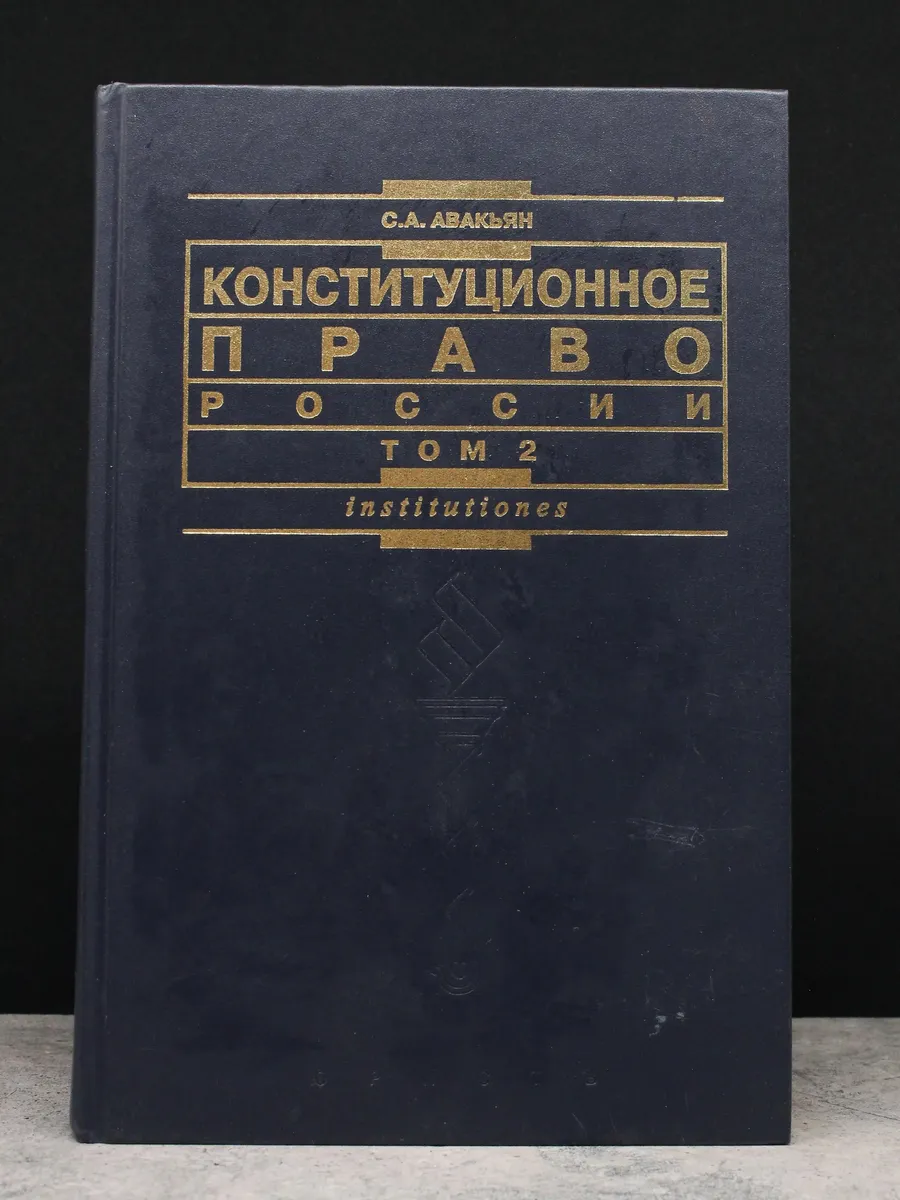 С.А. АВАКЬЯН
КОНСТИТУЦИОННОЕ
ПРАВО
РОССИИ
ТОМ 2
institutiones